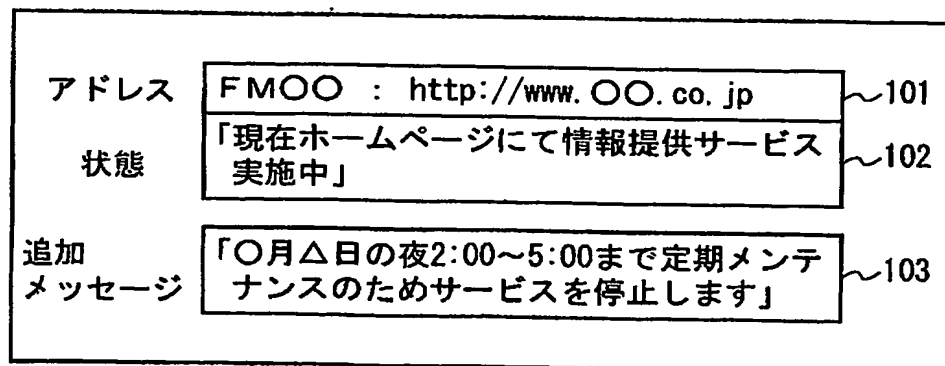 アドレス ＦＭ〇〇 : http://www.〇〇.co.jp 101
状態 「現在ホームページにて情報提供サービス
実施中」 102
追加
メッセージ 「〇月△日の夜2:00～5:00まで定期メンテ
ナンスのためサービスを停止します」 103